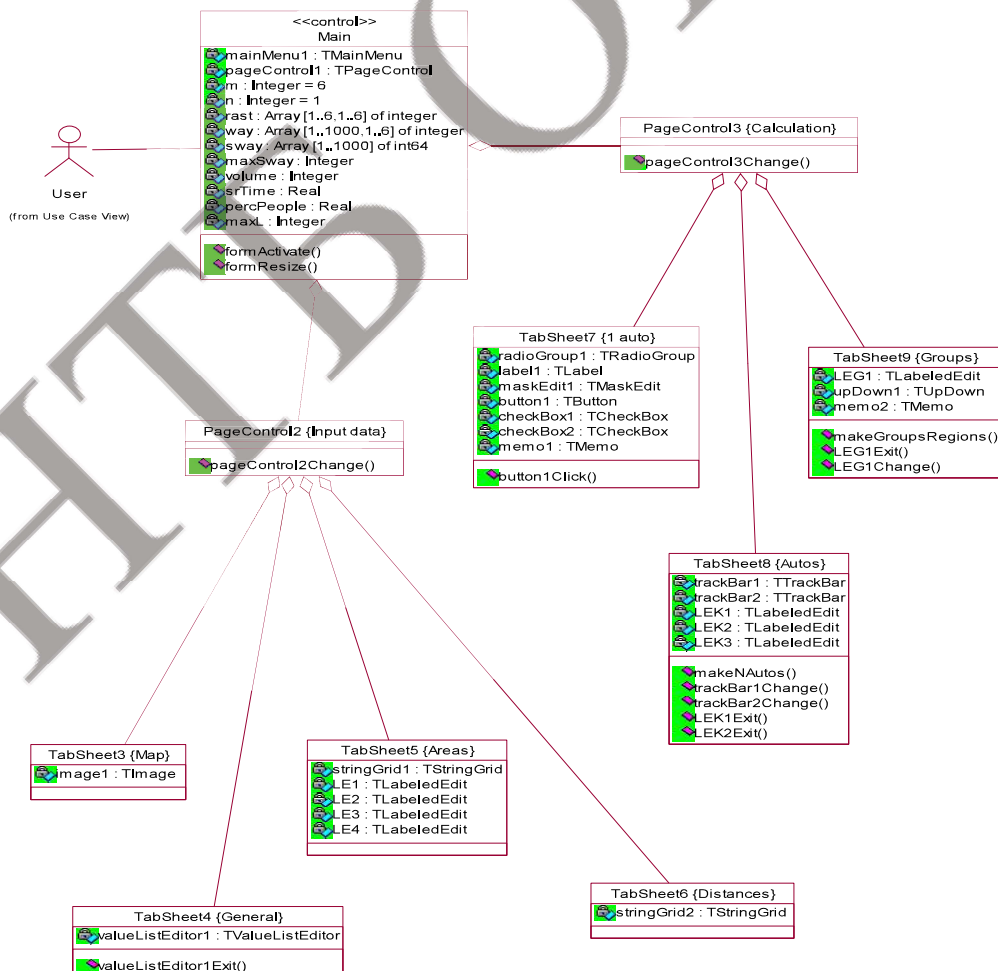 <<control>>
Main
mainMenu1 : TMainMenu
pageControl1 : TPageControl
m : Integer = 6
n : Integer = 1
rast : Array [1..6,1..6] of integer
way : Array [1..1000,1..6] of integer
sway : Array [1..1000] of int64
maxSway : Integer
volume : Integer
srTime : Real
percPeople : Real
maxL : Integer
formActivate()
formResize()
User
(from Use Case View)
PageControl3 {Calculation}
pageControl3Change()
TabSheet7 {1 auto}
radioGroup1 : TRadioGroup
label1 : TLabel
maskEdit1 : TMaskEdit
button1 : TButton
checkBox1 : TCheckBox
checkBox2 : TCheckBox
memo1 : TMemo
button1Click()
TabSheet9 {Groups}
LEG1 : TLabeledEdit
upDown1 : TUpDown
memo2 : TMemo
makeGroupsRegions()
LEG1Exit()
LEG1Change()
PageControl2 {Input data}
pageControl2Change()
TabSheet8 {Autos}
trackBar1 : TTrackBar
trackBar2 : TTrackBar
LEK1 : TLabeledEdit
LEK2 : TLabeledEdit
LEK3 : TLabeledEdit
makeNAutos()
trackBar1Change()
trackBar2Change()
LEK1Exit()
LEK2Exit()
TabSheet3 {Map}
image1 : TImage
TabSheet5 {Areas}
stringGrid1 : TStringGrid
LE1 : TLabeledEdit
LE2 : TLabeledEdit
LE3 : TLabeledEdit
LE4 : TLabeledEdit
TabSheet6 {Distances}
stringGrid2 : TStringGrid
TabSheet4 {General}
valueListEditor1 : TValueListEditor
valueListEditor1Exit()